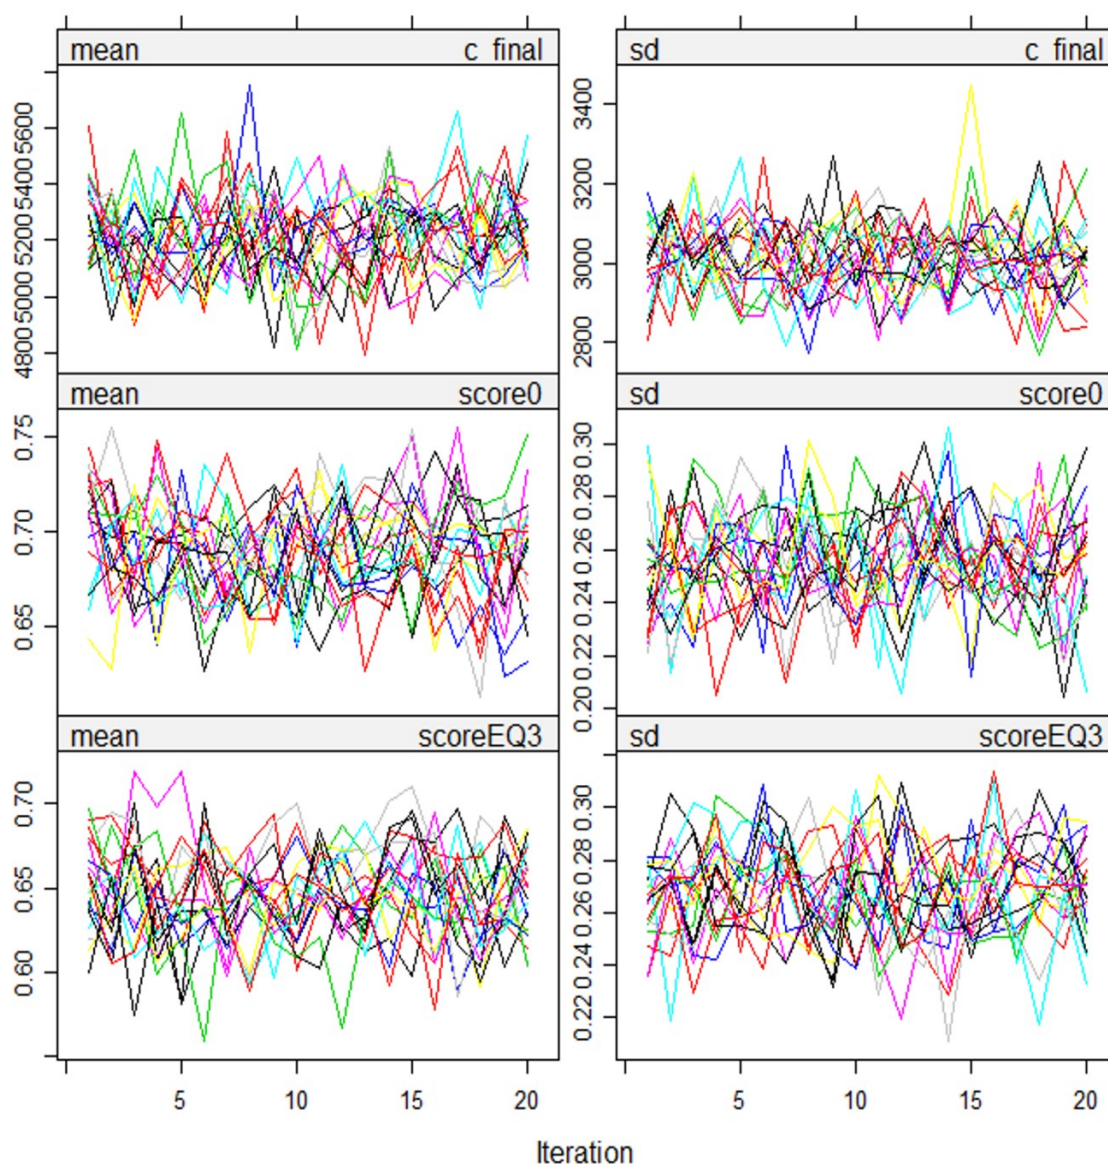 mean c_final sd c_final
4800 5000 5200 5400 5600
2800 3000 3200 3400
mean score0 sd score0
0.65 0.70 0.75
0.20 0.22 0.24 0.26 0.28 0.30
mean scoreEQ3 sd scoreEQ3
0.60 0.65 0.70
0.22 0.24 0.26 0.28 0.30
5 10 15 20 5 10 15 20
Iteration